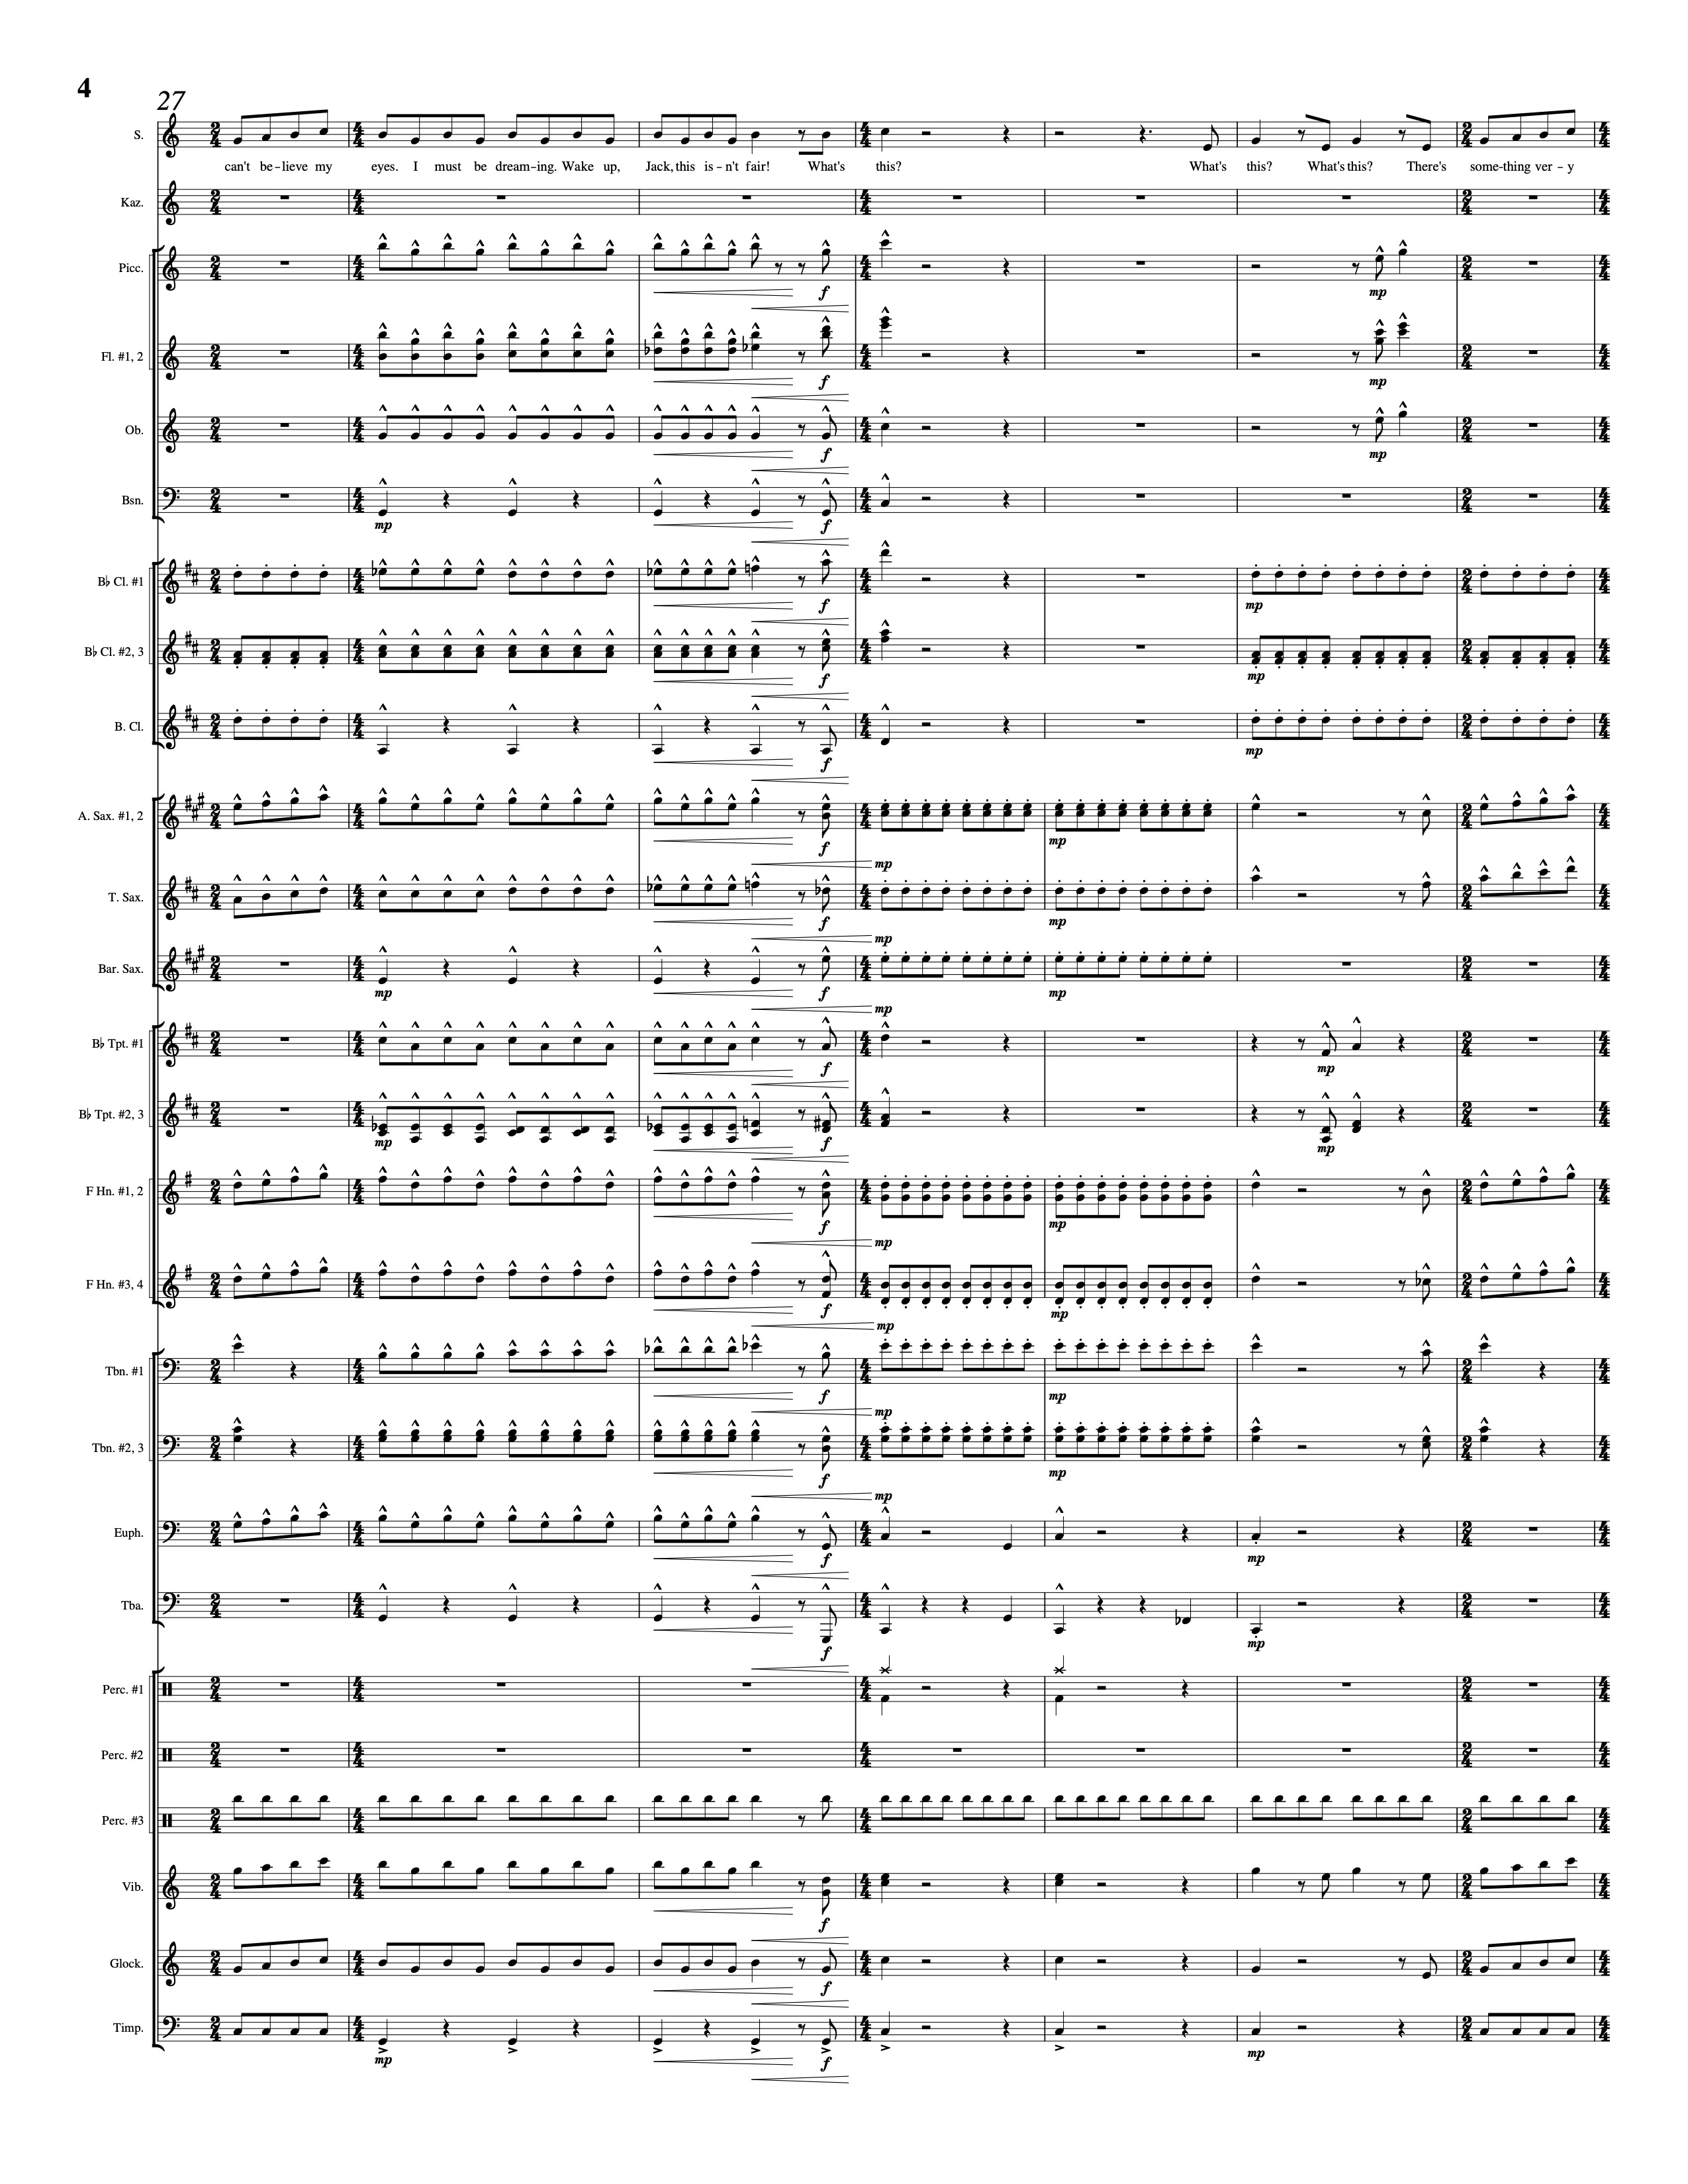 4
27
S.
can't be–lieve my eyes. I must be dream–ing. Wake up, Jack, this is–n't fair! What's this? What's this? What's this? There's some–thing ver–y
Kaz.
Picc.
f
mp
Fl. #1, 2
f
mp
Ob.
f
mp
Bsn.
mp
f
B♭ Cl. #1
f
mp
B♭ Cl. #2, 3
f
mp
B. Cl.
f
mp
A. Sax. #1, 2
f
mp
mp
T. Sax.
f
mp
mp
Bar. Sax.
mp
f
mp
mp
B♭ Tpt. #1
f
mp
B♭ Tpt. #2, 3
mp
f
mp
F Hn. #1, 2
f
mp
mp
F Hn. #3, 4
f
mp
mp
Tbn. #1
f
mp
mp
Tbn. #2, 3
f
mp
mp
Euph.
f
mp
Tba.
f
mp
Perc. #1
Perc. #2
Perc. #3
Vib.
f
Glock.
f
Timp.
mp
f
mp